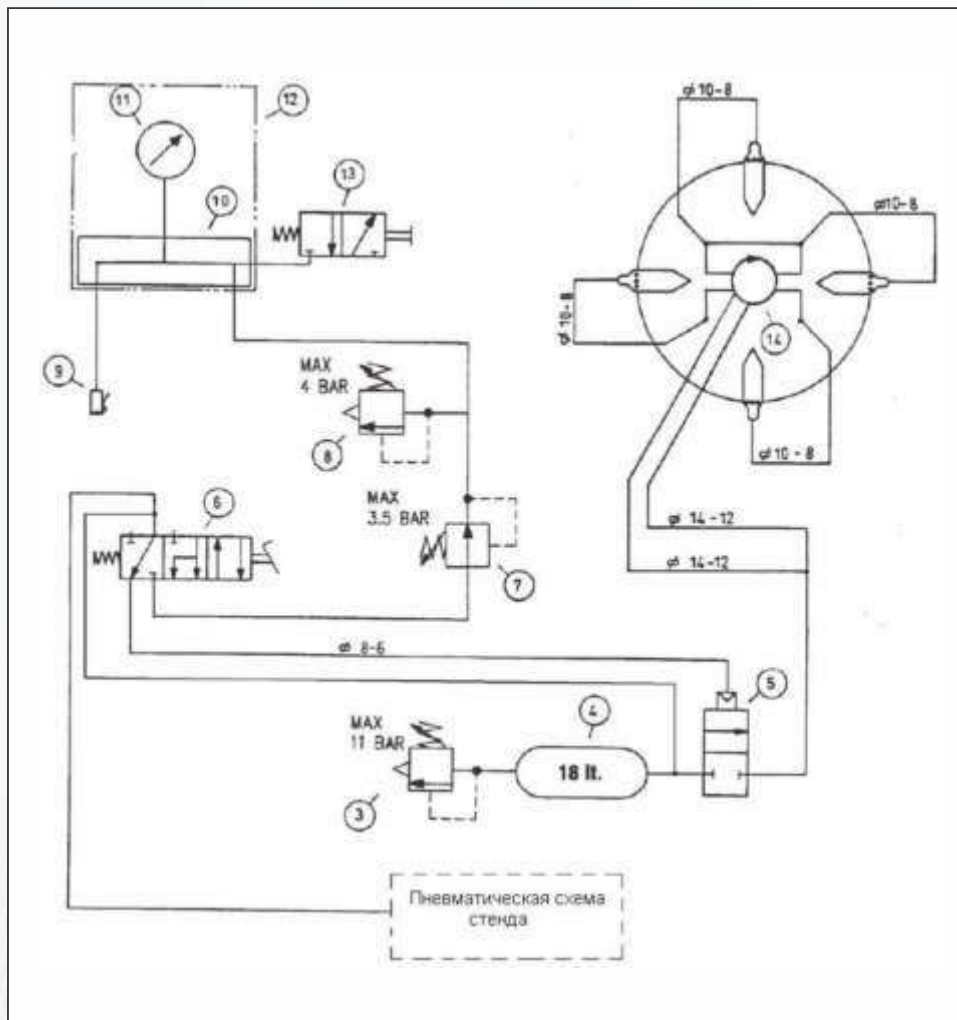 11
12
ø 10-8
13
10
ø10-8
14
ø 10-8
9
MAX
4 BAR
8
ø 10 - 8
6
MAX
3.5 BAR
ø 14-12
ø 14-12
7
ø 8-6
5
4
MAX
11 BAR
18 lt.
3
Пневматическая схема
стенда